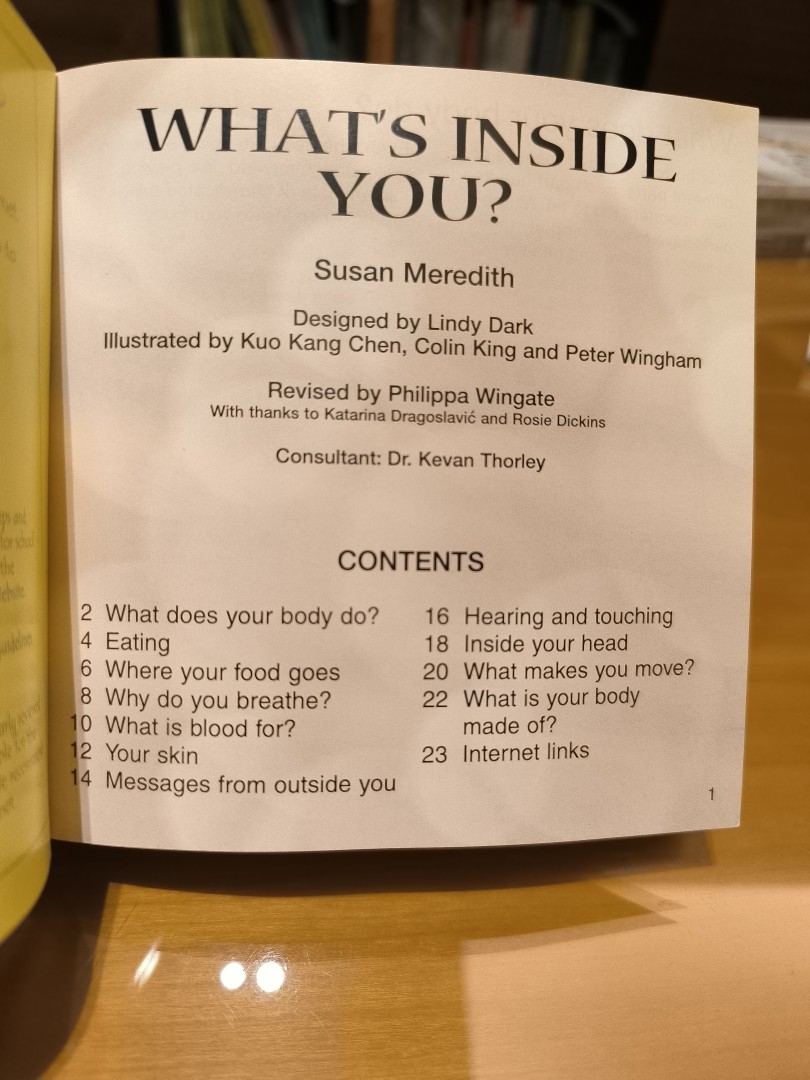 WHAT'S INSIDE
YOU?
Susan Meredith
Designed by Lindy Dark
Illustrated by Kuo Kang Chen, Colin King and Peter Wingham
Revised by Philippa Wingate
With thanks to Katarina Dragoslavić and Rosie Dickins
Consultant: Dr. Kevan Thorley
CONTENTS
2 What does your body do?
4 Eating
6 Where your food goes
8 Why do you breathe?
10 What is blood for?
12 Your skin
14 Messages from outside you
16 Hearing and touching
18 Inside your head
20 What makes you move?
22 What is your body
made of?
23 Internet links
1